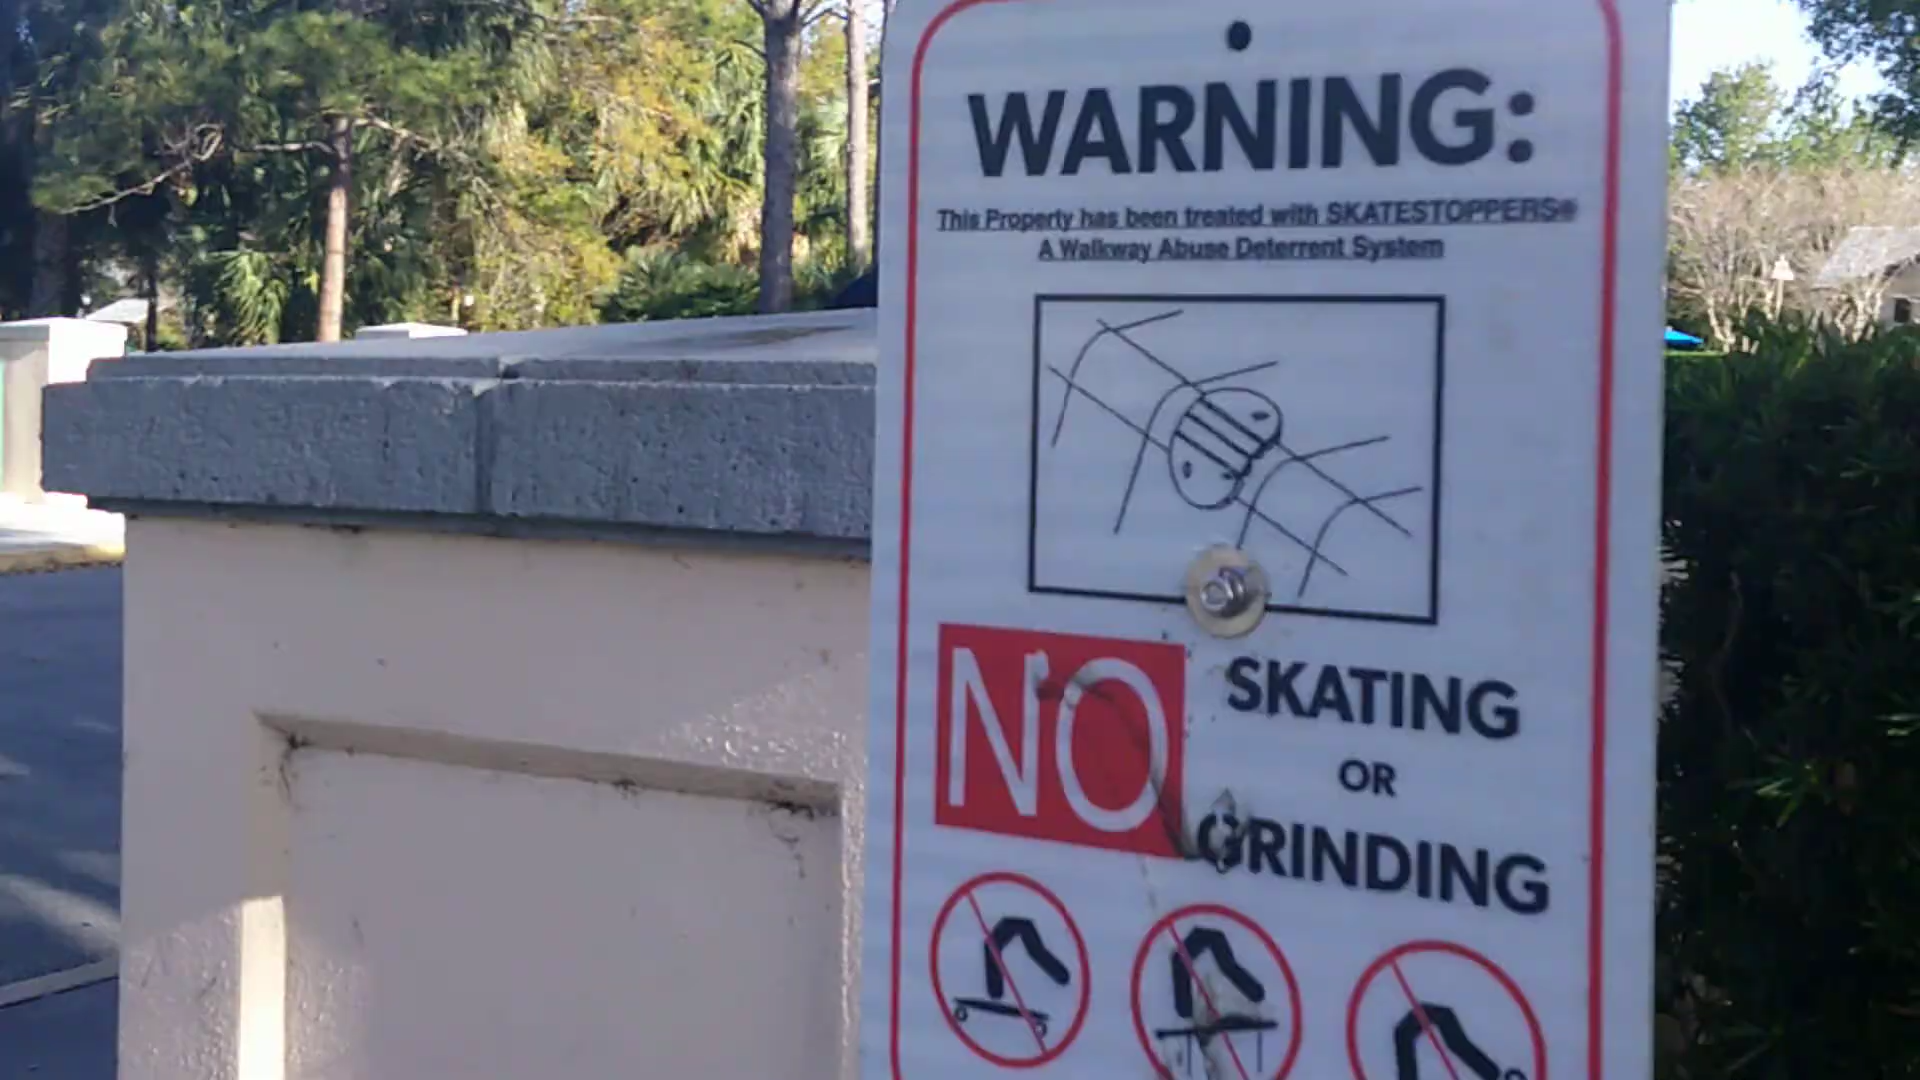 WARNING:
This Property has been treated with SKATESTOPPERS®
A Walkway Abuse Deterrent System
NO SKATING
OR
GRINDING